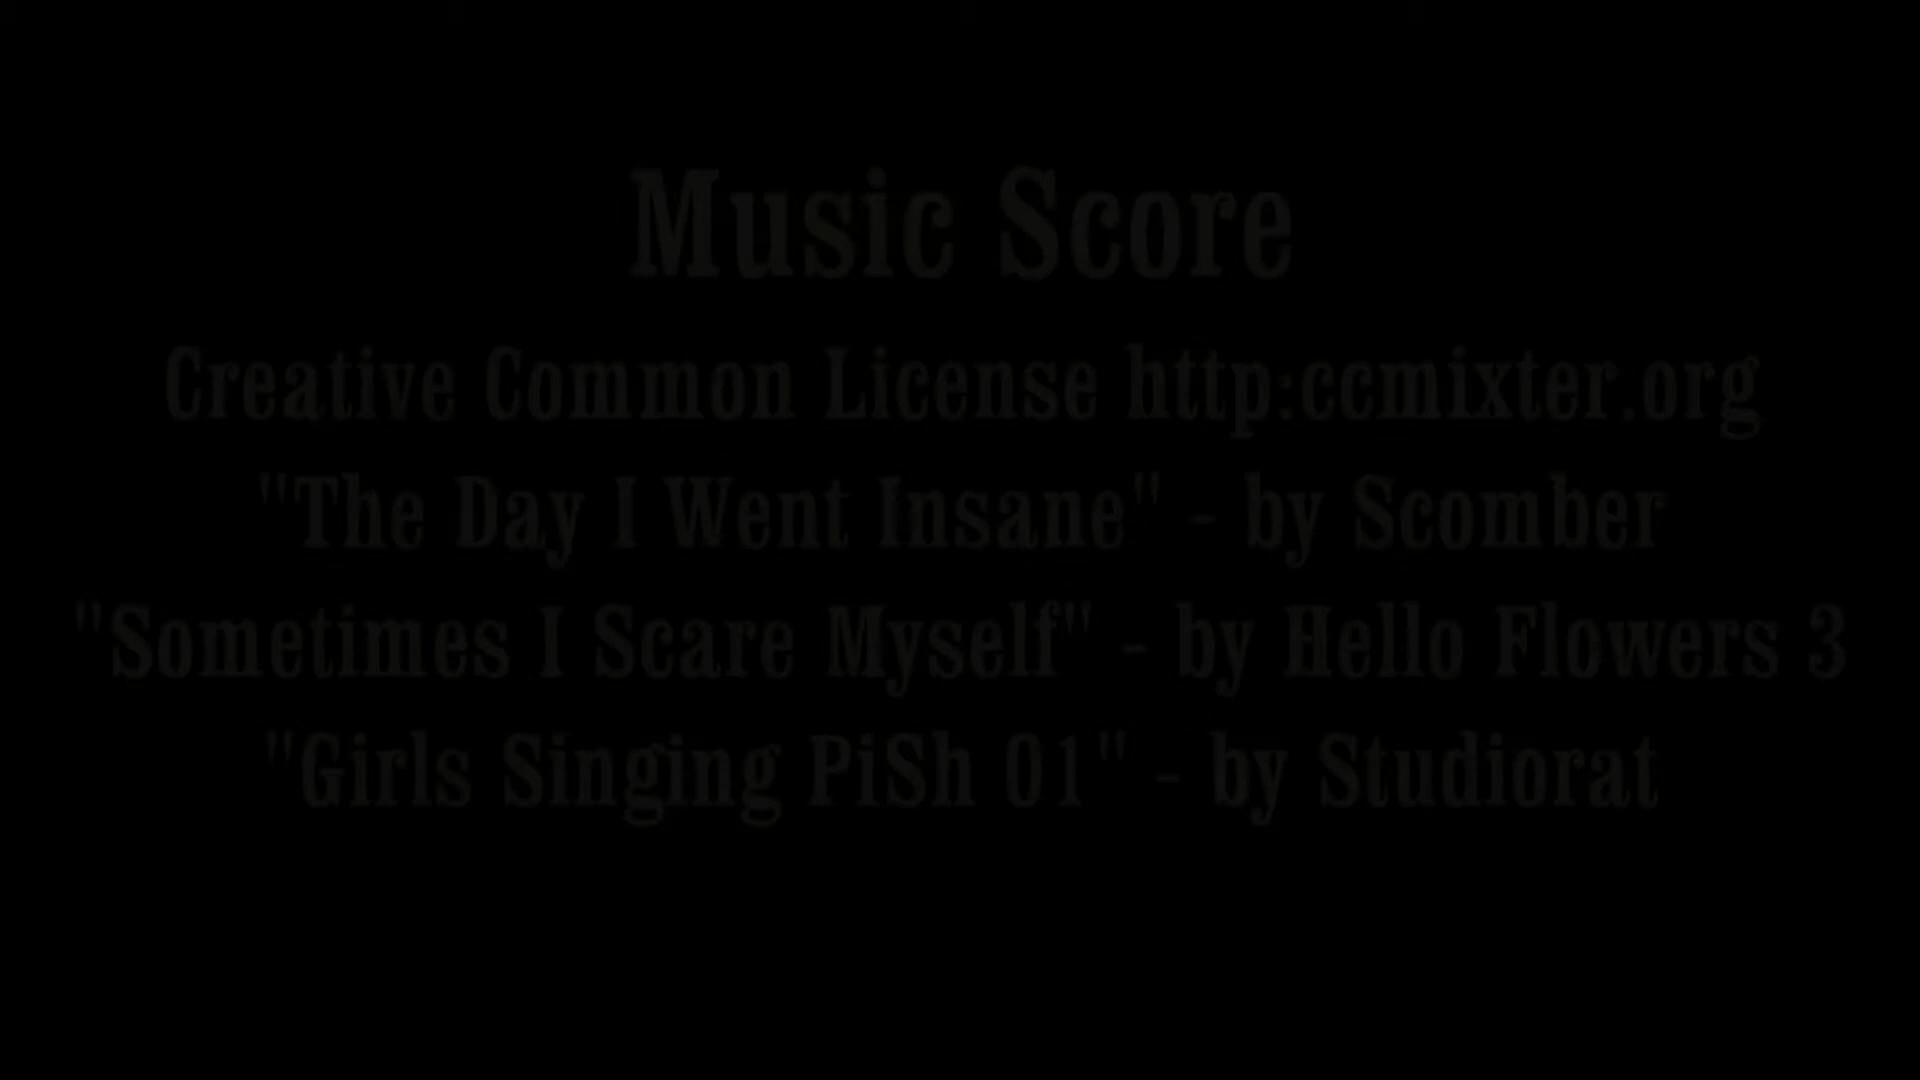 Music Score
Creative Common License http:ccmixter.org
"The Day I Went Insane" - by Scomber
"Sometimes I Scare Myself" - by Hello Flowers 3
"Girls Singing PiSh 01" - by Studiorat